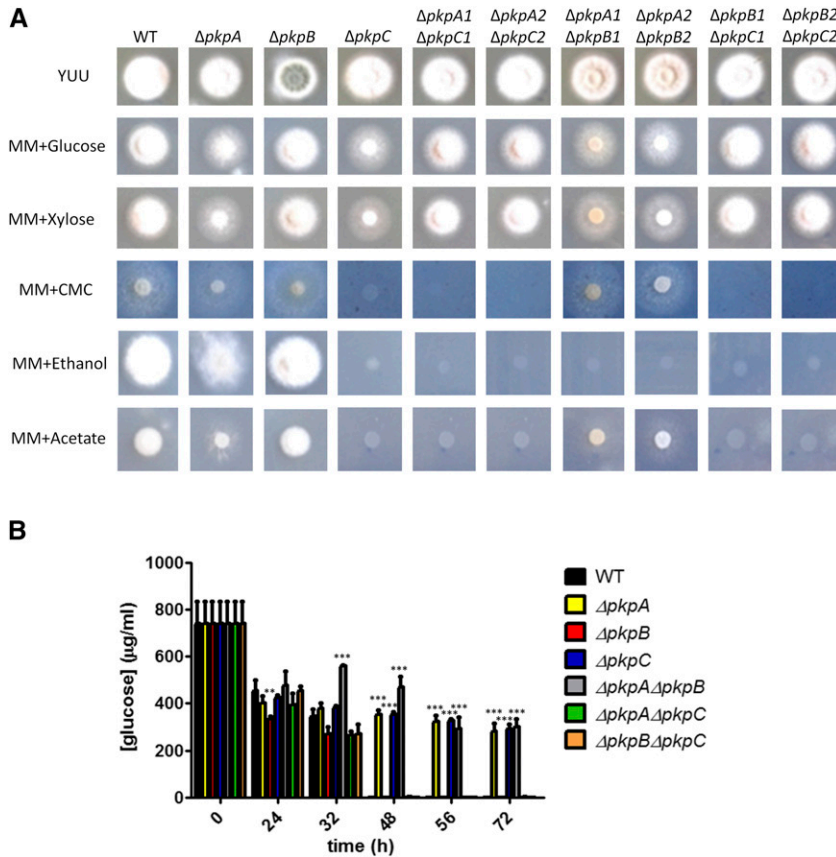 A
WT ΔpkpA ΔpkpB ΔpkpC ΔpkpA1 ΔpkpC1 ΔpkpA2 ΔpkpC2 ΔpkpA1 ΔpkpB1 ΔpkpA2 ΔpkpB2 ΔpkpB1 ΔpkpC1 ΔpkpB2 ΔpkpC2
YUU
MM+Glucose
MM+Xylose
MM+CMC
MM+Ethanol
MM+Acetate
B
[glucose] (µg/ml)
1000
800
600
400
200
0
** *** *** *** *** *** *** *** *** *** ***
0 24 32 48 56 72
time (h)
WT
ΔpkpA
ΔpkpB
ΔpkpC
ΔpkpAΔpkpB
ΔpkpAΔpkpC
ΔpkpBΔpkpC